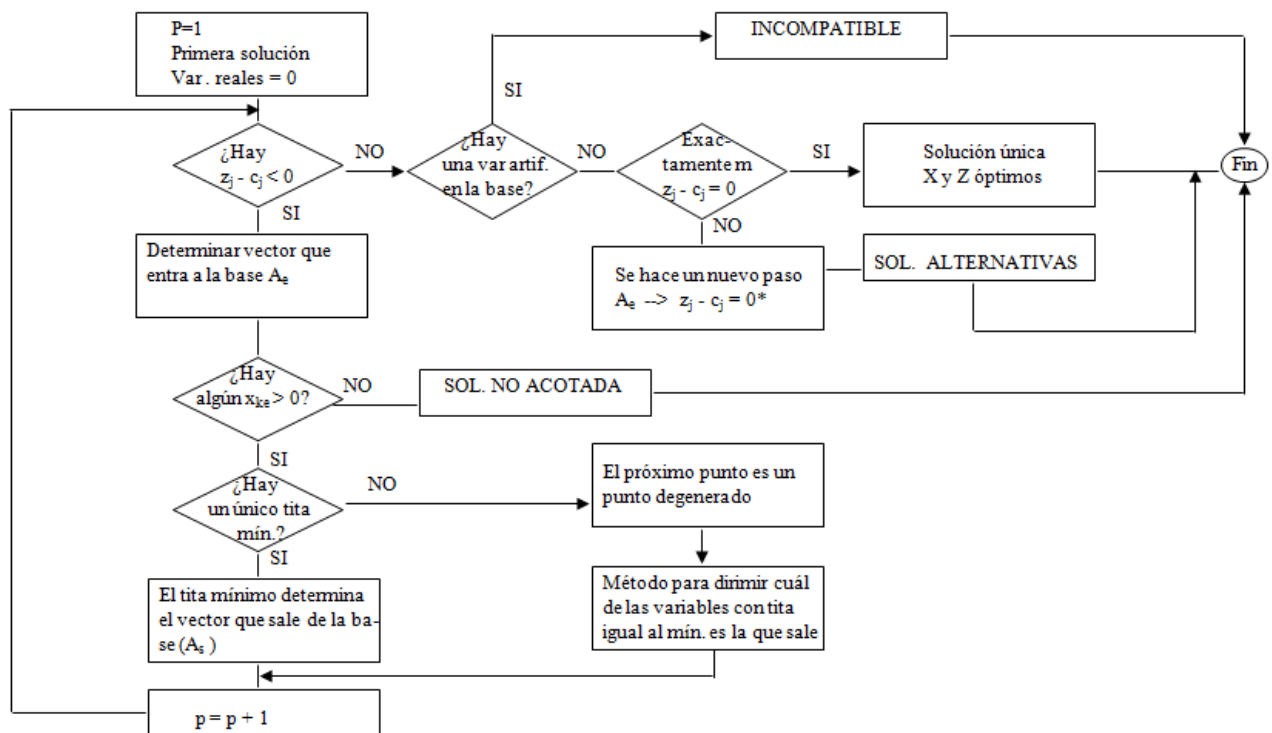 P=1
Primera solución
Var . reales = 0
INCOMPATIBLE
SI
¿Hay
z_j - c_j < 0
NO
¿Hay
una var artif.
en la base?
NO
Exac-
tamente m
z_j - c_j = 0
SI
Solución única
X y Z óptimos
Fin
SI
NO
Determinar vector que
entra a la base A_e
Se hace un nuevo paso
A_e --> z_j - c_j = 0*
SOL. ALTERNATIVAS
¿Hay
algún x_ke > 0?
NO
SOL. NO ACOTADA
SI
¿Hay
un único tita
mín.?
NO
El próximo punto es un
punto degenerado
SI
El tita mínimo determina
el vector que sale de la ba-
se (A_s )
Método para dirimir cuál
de las variables con tita
igual al mín. es la que sale
p = p + 1